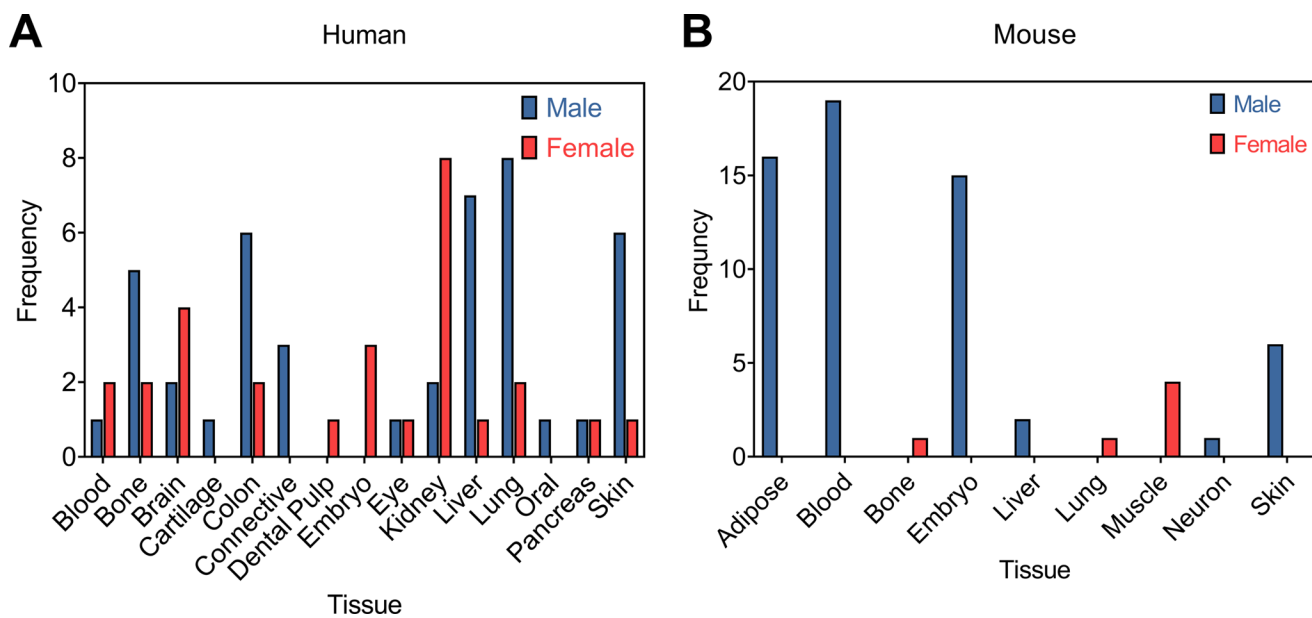 A
Human
10
8
6
4
2
0
Frequency
Male
Female
Blood
Bone
Brain
Cartilage
Colon
Connective
Dental Pulp
Embryo
Eye
Kidney
Liver
Lung
Oral
Pancreas
Skin
Tissue
B
Mouse
20
15
10
5
0
Frequncy
Male
Female
Adipose
Blood
Bone
Embryo
Liver
Lung
Muscle
Neuron
Skin
Tissue